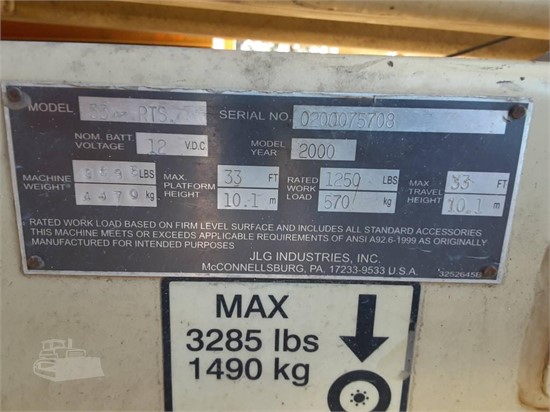 MODEL RTS
SERIAL NO. 0200075708
NOM. BATT. VOLTAGE 12 V.D.C
MODEL YEAR 2000
MACHINE WEIGHT* LBS kg
MAX. PLATFORM HEIGHT 33 FT 10.1 m
RATED WORK LOAD 1250 LBS 570 kg
MAX TRAVEL HEIGHT 33 FT 10.1 m
RATED WORK LOAD BASED ON FIRM LEVEL SURFACE AND INCLUDES ALL STANDARD ACCESSORIES
THIS MACHINE MEETS OR EXCEEDS APPLICABLE REQUIREMENTS OF ANSI A92.6-1999 AS ORIGINALLY
MANUFACTURED FOR INTENDED PURPOSES
JLG INDUSTRIES, INC.
McCONNELLSBURG, PA. 17233-9533 U.S.A.
3252645B
MAX
3285 lbs
1490 kg